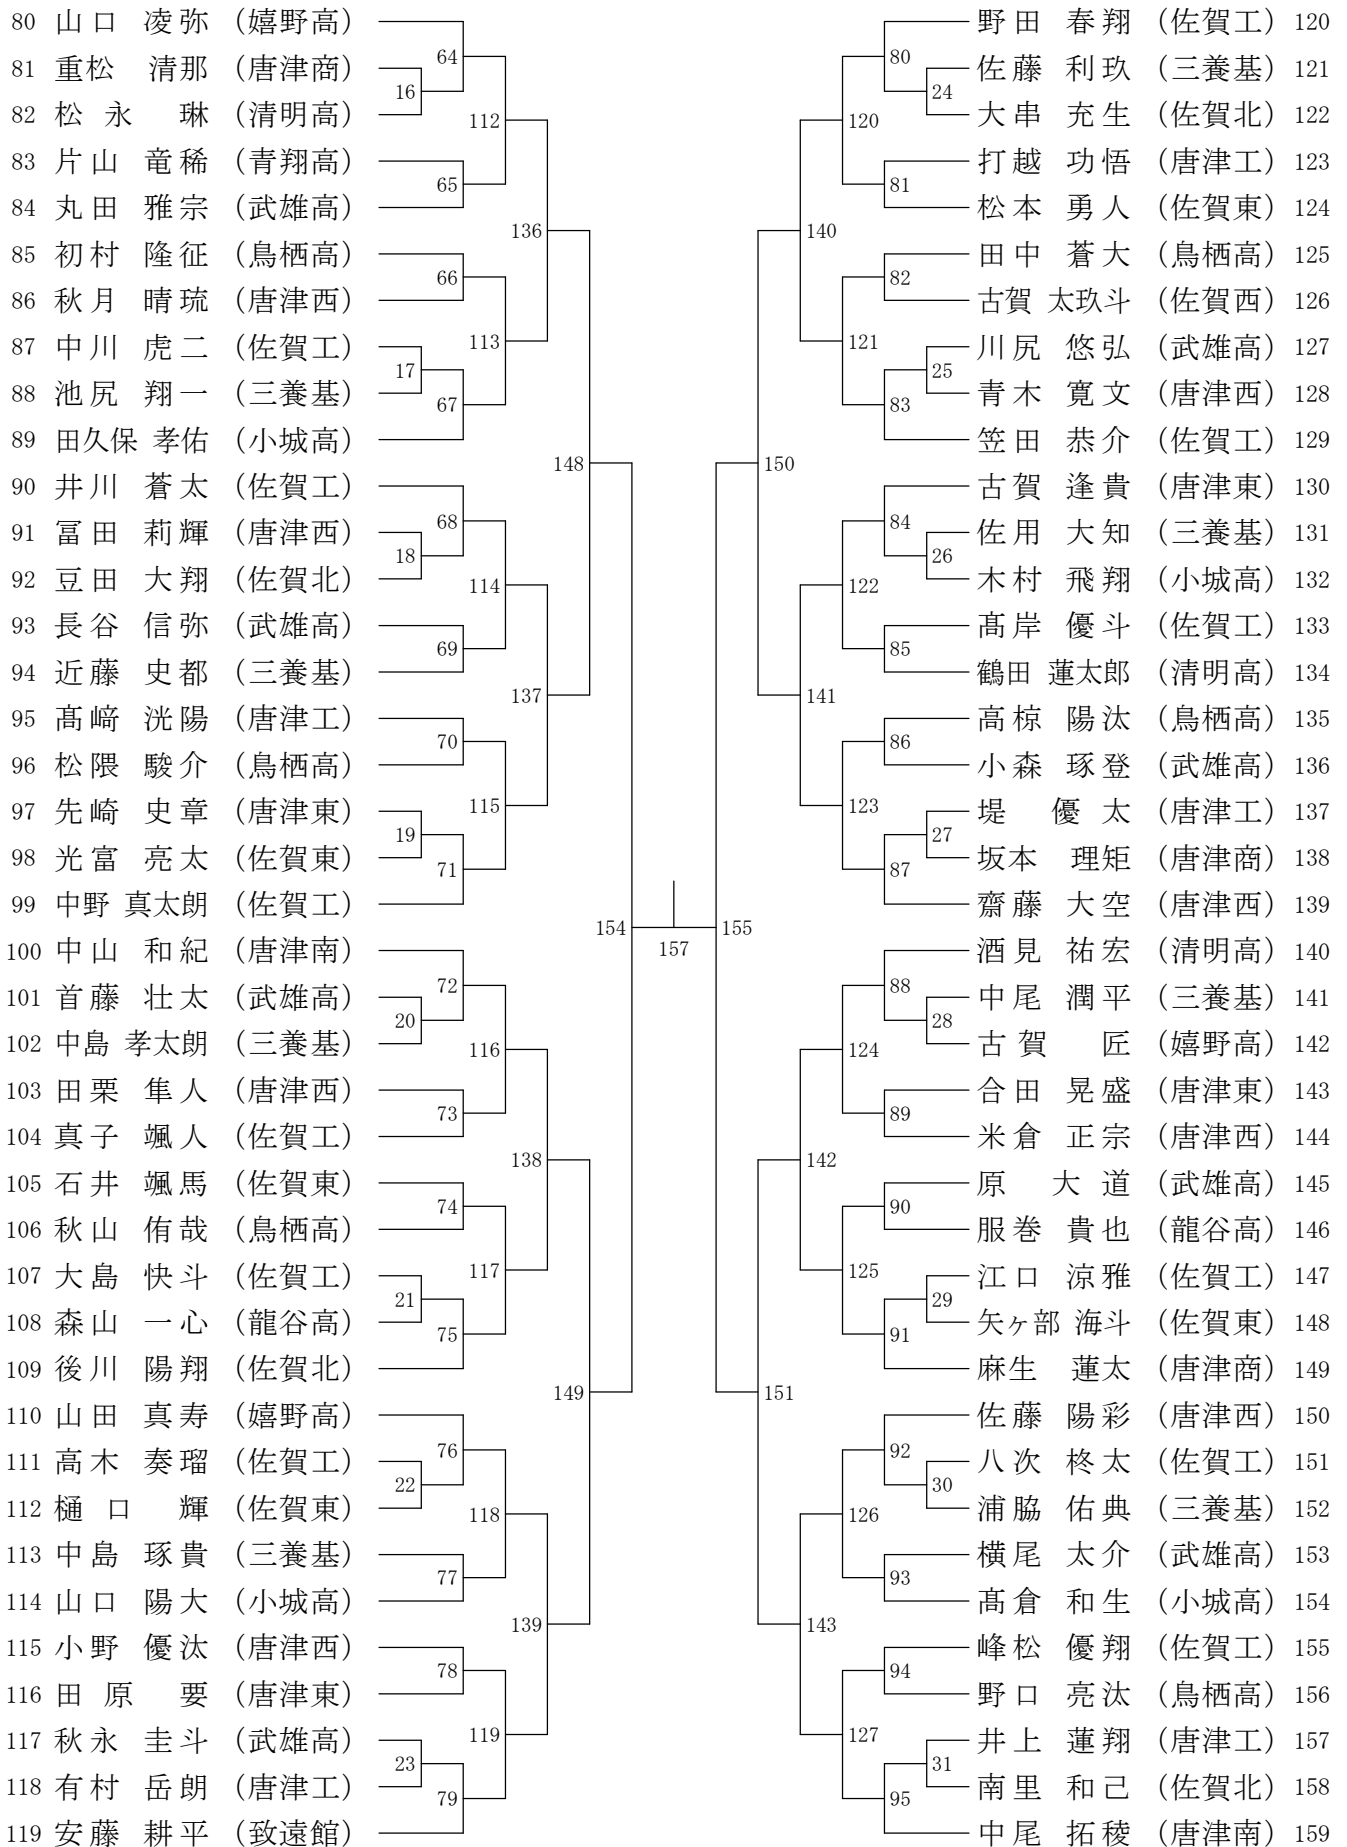 80 山口 凌弥 (嬉野高)
81 重松 清那 (唐津商)
82 松永 琳 (清明高)
83 片山 竜稀 (青翔高)
84 丸田 雅宗 (武雄高)
85 初村 隆征 (鳥栖高)
86 秋月 晴琉 (唐津西)
87 中川 虎二 (佐賀工)
88 池尻 翔一 (三養基)
89 田久保 孝佑 (小城高)
90 井川 蒼太 (佐賀工)
91 冨田 莉輝 (唐津西)
92 豆田 大翔 (佐賀北)
93 長谷 信弥 (武雄高)
94 近藤 史都 (三養基)
95 髙﨑 洸陽 (唐津工)
96 松隈 駿介 (鳥栖高)
97 先崎 史章 (唐津東)
98 光富 亮太 (佐賀東)
99 中野 真太朗 (佐賀工)
100 中山 和紀 (唐津南)
101 首藤 壮太 (武雄高)
102 中島 孝太朗 (三養基)
103 田栗 隼人 (唐津西)
104 真子 颯人 (佐賀工)
105 石井 颯馬 (佐賀東)
106 秋山 侑哉 (鳥栖高)
107 大島 快斗 (佐賀工)
108 森山 一心 (龍谷高)
109 後川 陽翔 (佐賀北)
110 山田 真寿 (嬉野高)
111 高木 奏瑠 (佐賀工)
112 樋口 輝 (佐賀東)
113 中島 琢貴 (三養基)
114 山口 陽大 (小城高)
115 小野 優汰 (唐津西)
116 田原 要 (唐津東)
117 秋永 圭斗 (武雄高)
118 有村 岳朗 (唐津工)
119 安藤 耕平 (致遠館)
64
16
112
65
136
66
113
17
67
148
68
18
114
69
137
70
115
19
71
154
72
20
116
73
138
74
117
21
75
149
76
22
118
77
139
78
119
23
79
157
155
80
24
120
81
140
82
121
25
83
150
84
26
122
85
141
86
123
27
87
88
28
124
89
142
90
125
29
91
151
92
30
126
93
143
94
127
31
95
野田 春翔 (佐賀工) 120
佐藤 利玖 (三養基) 121
大串 充生 (佐賀北) 122
打越 功悟 (唐津工) 123
松本 勇人 (佐賀東) 124
田中 蒼大 (鳥栖高) 125
古賀 太玖斗 (佐賀西) 126
川尻 悠弘 (武雄高) 127
青木 寛文 (唐津西) 128
笠田 恭介 (佐賀工) 129
古賀 逢貴 (唐津東) 130
佐用 大知 (三養基) 131
木村 飛翔 (小城高) 132
髙岸 優斗 (佐賀工) 133
鶴田 蓮太郎 (清明高) 134
高椋 陽汰 (鳥栖高) 135
小森 琢登 (武雄高) 136
堤 優太 (唐津工) 137
坂本 理矩 (唐津商) 138
齋藤 大空 (唐津西) 139
酒見 祐宏 (清明高) 140
中尾 潤平 (三養基) 141
古賀 匠 (嬉野高) 142
合田 晃盛 (唐津東) 143
米倉 正宗 (唐津西) 144
原 大道 (武雄高) 145
服巻 貴也 (龍谷高) 146
江口 涼雅 (佐賀工) 147
矢ヶ部 海斗 (佐賀東) 148
麻生 蓮太 (唐津商) 149
佐藤 陽彩 (唐津西) 150
八次 柊太 (佐賀工) 151
浦脇 佑典 (三養基) 152
横尾 太介 (武雄高) 153
髙倉 和生 (小城高) 154
峰松 優翔 (佐賀工) 155
野口 亮汰 (鳥栖高) 156
井上 蓮翔 (唐津工) 157
南里 和己 (佐賀北) 158
中尾 拓稜 (唐津南) 159